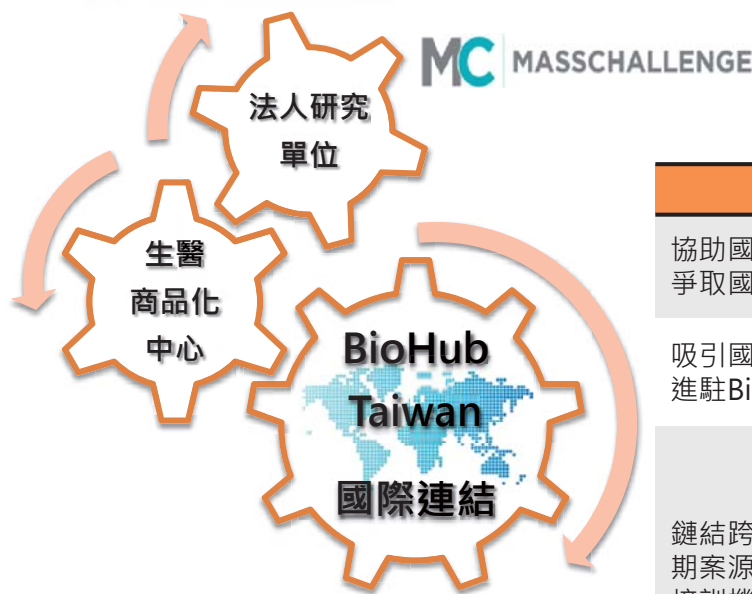 MC MASSCHALLENGE
法人研究
單位
生醫
商品化
中心
BioHub
Taiwan
國際連結
協助國
爭取國
吸引國
進駐Bi
鏈結跨
期案源